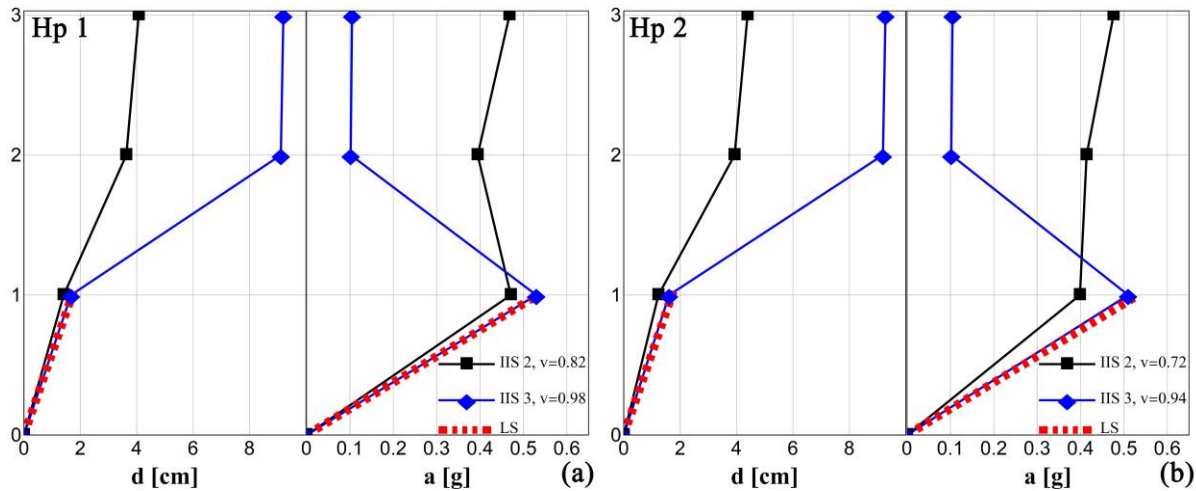 Hp 1
3
2
1
0
0 2 4 6 8 0 0.1 0.2 0.3 0.4 0.5 0.6
d [cm] a [g] (a)
IIS 2, v=0.82
IIS 3, v=0.98
LS
Hp 2
3
2
1
0
0 2 4 6 8 0 0.1 0.2 0.3 0.4 0.5 0.6
d [cm] a [g] (b)
IIS 2, v=0.72
IIS 3, v=0.94
LS